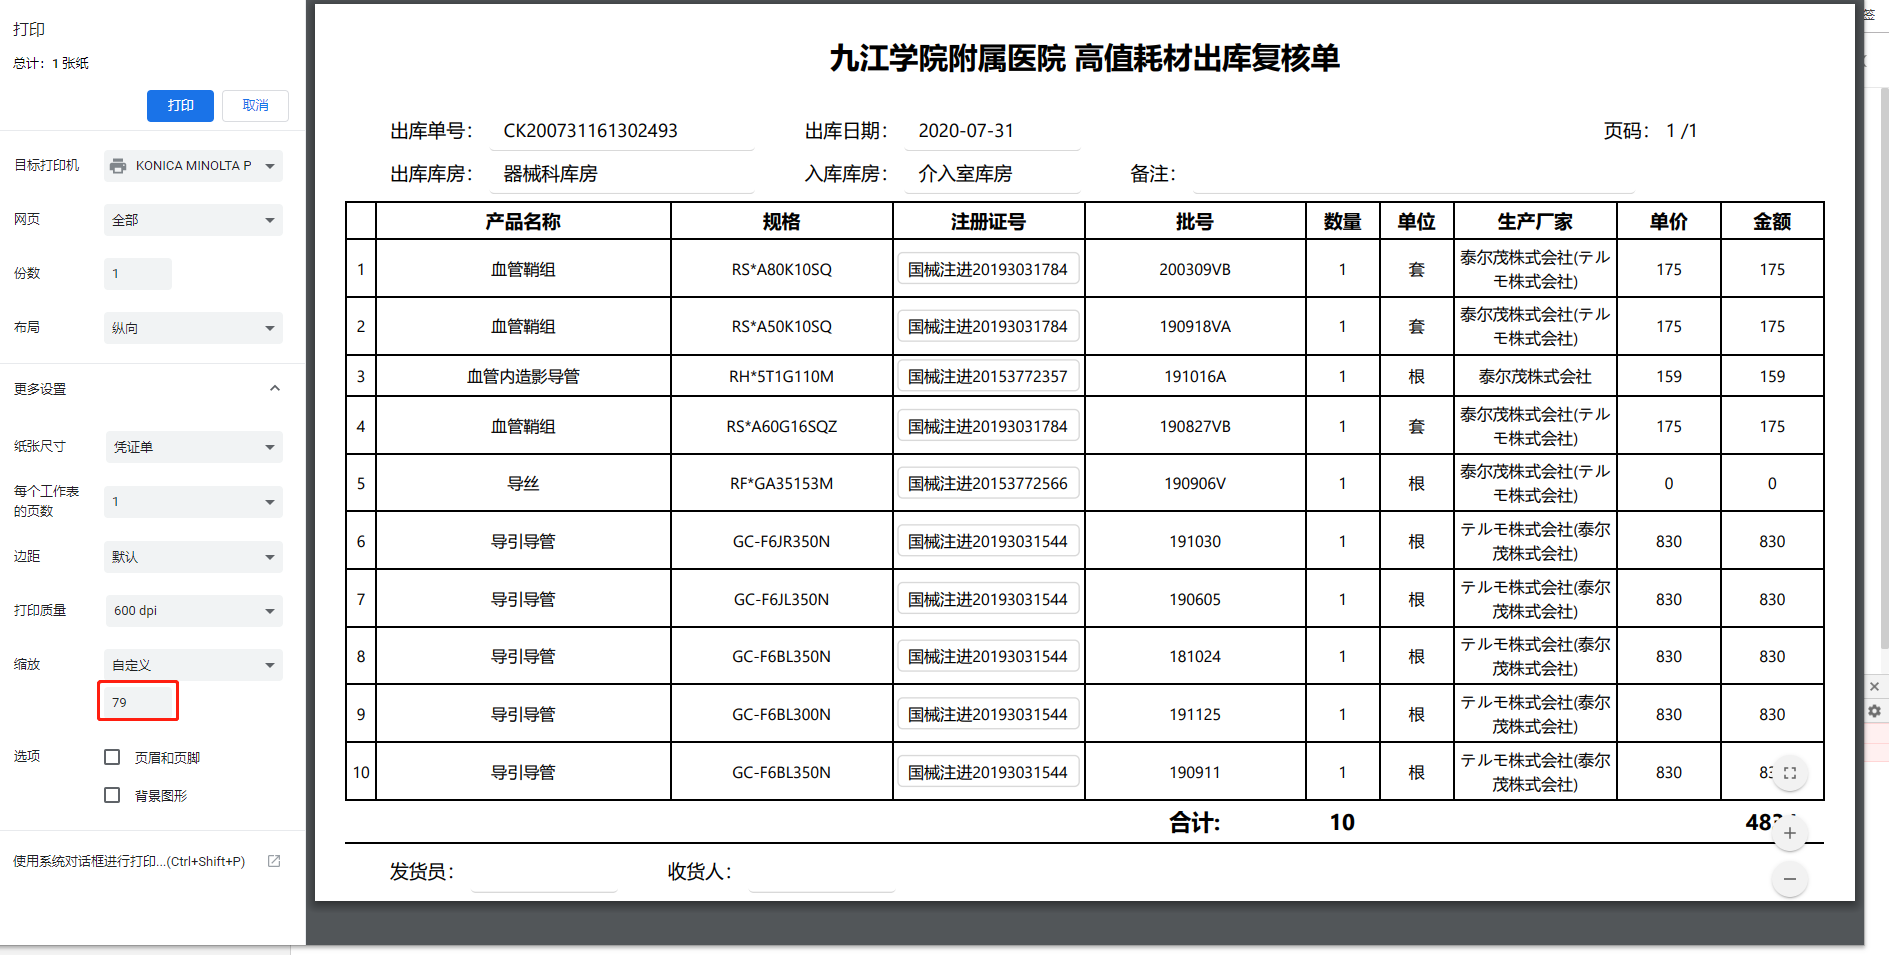 打印
总计：1 张纸
打印
取消
目标打印机
KONICA MINOLTA P
网页
全部
份数
1
布局
纵向
更多设置
纸张尺寸
凭证单
每个工作表
的页数
1
边距
默认
打印质量
600 dpi
缩放
自定义
79
选项
页眉和页脚
背景图形
使用系统对话框进行打印...(Ctrl+Shift+P)
九江学院附属医院 高值耗材出库复核单
出库单号： CK200731161302493 出库日期： 2020-07-31 页码： 1 /1
出库库房： 器械科库房 入库库房： 介入室库房 备注：
产品名称 规格 注册证号 批号 数量 单位 生产厂家 单价 金额
1 血管鞘组 RS*A80K10SQ 国械注进20193031784 200309VB 1 套 泰尔茂株式会社(テル
モ株式会社) 175 175
2 血管鞘组 RS*A50K10SQ 国械注进20193031784 190918VA 1 套 泰尔茂株式会社(テル
モ株式会社) 175 175
3 血管内造影导管 RH*5T1G110M 国械注进20153772357 191016A 1 根 泰尔茂株式会社 159 159
4 血管鞘组 RS*A60G16SQZ 国械注进20193031784 190827VB 1 套 泰尔茂株式会社(テル
モ株式会社) 175 175
5 导丝 RF*GA35153M 国械注进20153772566 190906V 1 根 泰尔茂株式会社(テル
モ株式会社) 0 0
6 导引导管 GC-F6JR350N 国械注进20193031544 191030 1 根 テルモ株式会社(泰尔
茂株式会社) 830 830
7 导引导管 GC-F6JL350N 国械注进20193031544 190605 1 根 テルモ株式会社(泰尔
茂株式会社) 830 830
8 导引导管 GC-F6BL350N 国械注进20193031544 181024 1 根 テルモ株式会社(泰尔
茂株式会社) 830 830
9 导引导管 GC-F6BL300N 国械注进20193031544 191125 1 根 テルモ株式会社(泰尔
茂株式会社) 830 830
10 导引导管 GC-F6BL350N 国械注进20193031544 190911 1 根 テルモ株式会社(泰尔
茂株式会社) 830
合计: 10
发货员： 收货人：
签